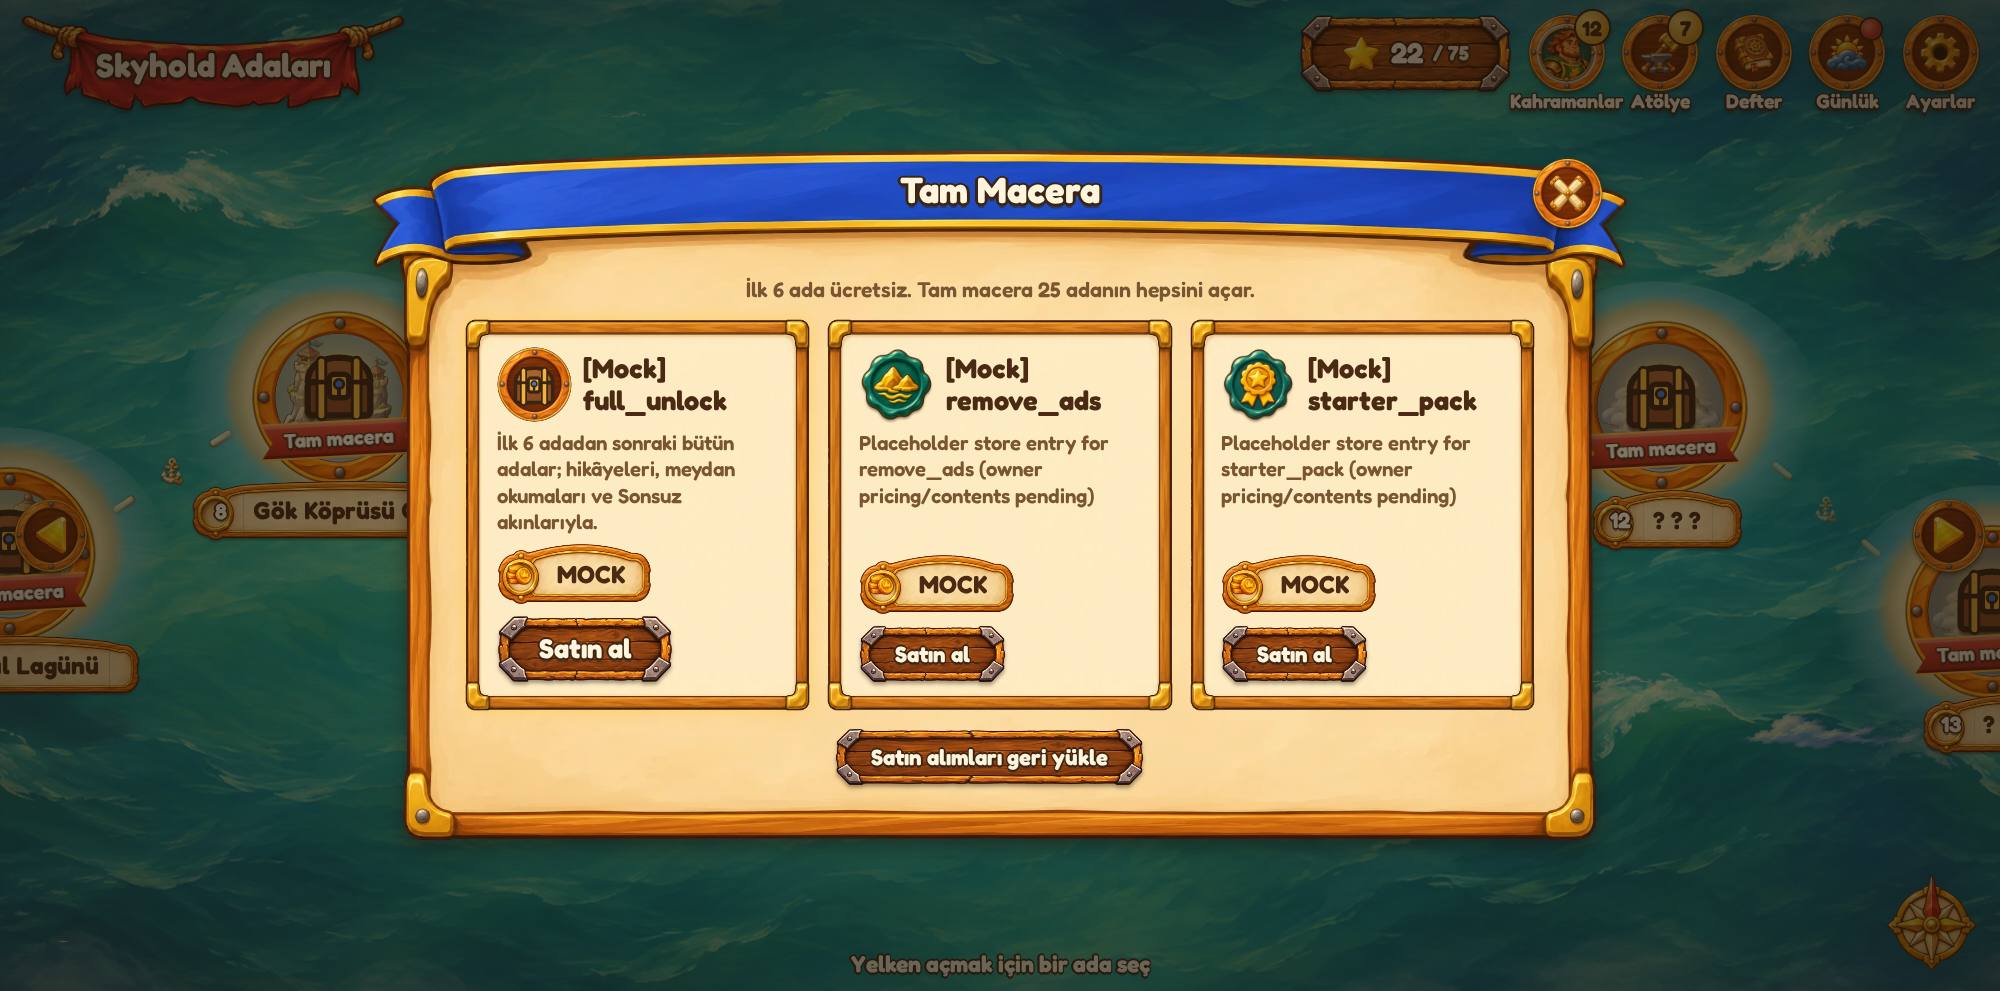 Skyhold Adaları
22 / 75
12
7
Kahramanlar
Atölye
Defter
Günlük
Ayarlar
Tam Macera
İlk 6 ada ücretsiz. Tam macera 25 adanın hepsini açar.
[Mock]
full_unlock
İlk 6 adadan sonraki bütün
adalar; hikâyeleri, meydan
okumaları ve Sonsuz
akınlarıyla.
MOCK
Satın al
[Mock]
remove_ads
Placeholder store entry for
remove_ads (owner
pricing/contents pending)
MOCK
Satın al
[Mock]
starter_pack
Placeholder store entry for
starter_pack (owner
pricing/contents pending)
MOCK
Satın al
Satın alımları geri yükle
Tam macera
8
Gök Köprüsü
macera
Lagünü
Tam macera
12
? ? ?
Tam
13
?
Yelken açmak için bir ada seç